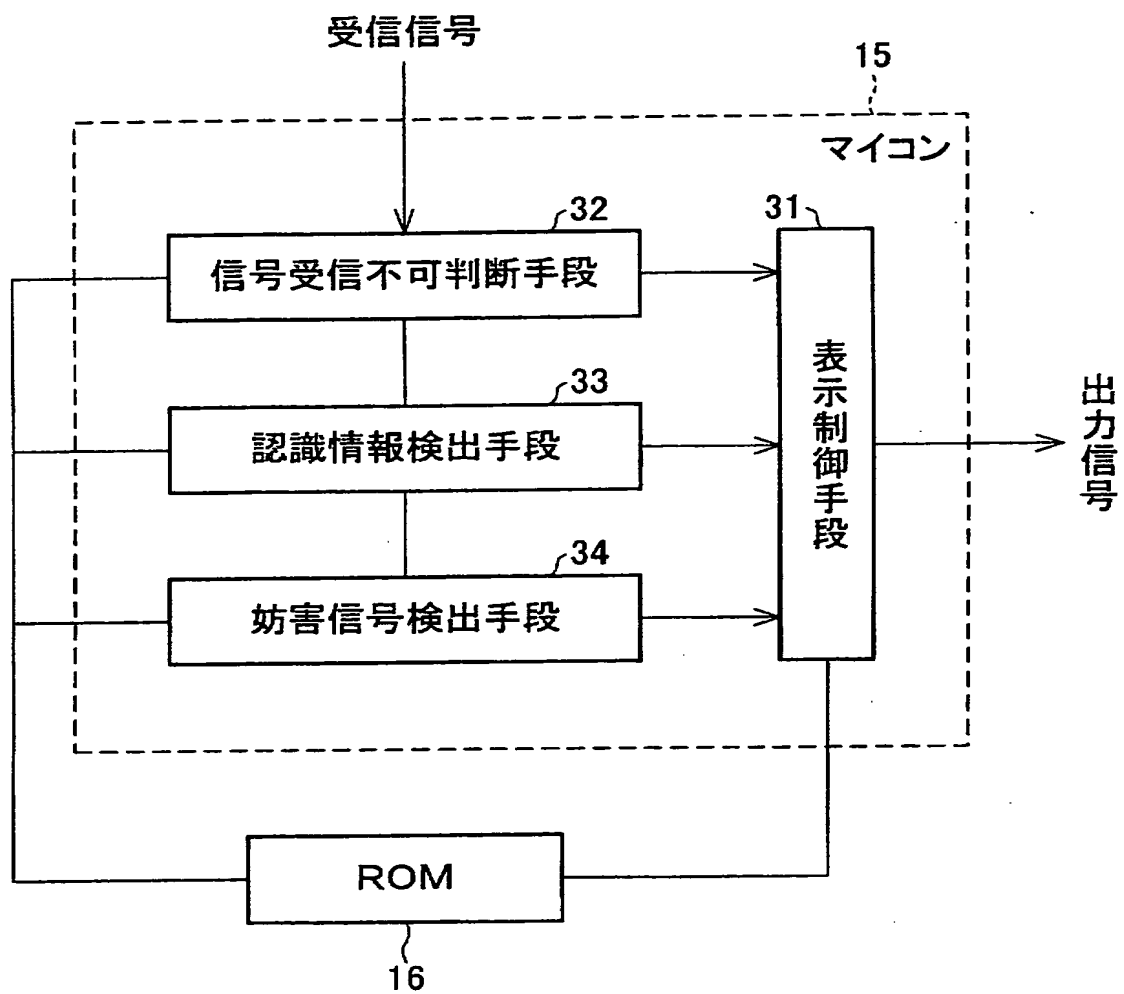 受信信号
15
マイコン
32
31
信号受信不可判断手段
33
認識情報検出手段
表示制御手段
出力信号
34
妨害信号検出手段
ROM
16